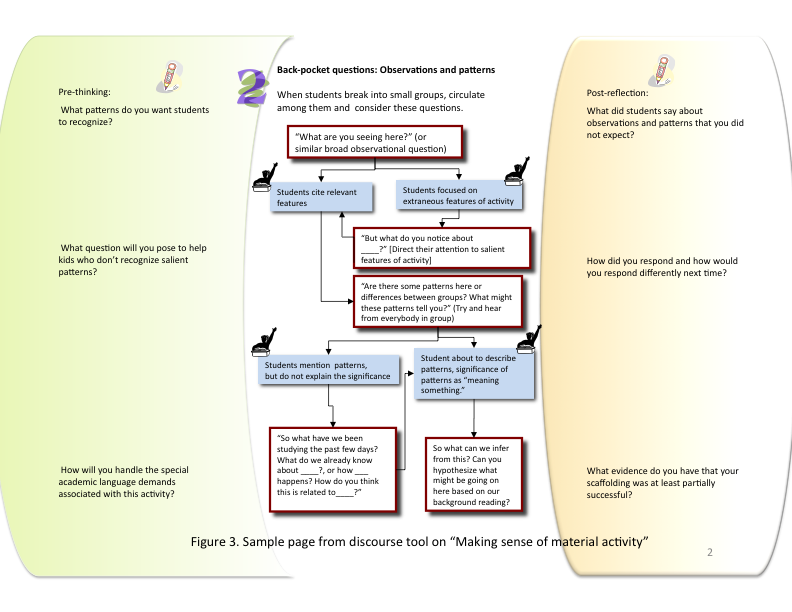 Pre-thinking:
What patterns do you want students
to recognize?
What question will you pose to help
kids who don't recognize salient
patterns?
How will you handle the special
academic language demands
associated with this activity?
2
Back-pocket questions: Observations and patterns
When students break into small groups, circulate
among them and consider these questions.
“What are you seeing here?” (or
similar broad observational question)
Students cite relevant
features
Students focused on
extraneous features of activity
“But what do you notice about
____?” [Direct their attention to salient
features of activity]
“Are there some patterns here or
differences between groups? What might
these patterns tell you?” (Try and hear
from everybody in group)
Students mention patterns,
but do not explain the significance
Student about to describe
patterns, significance of
patterns as “meaning
something.”
“So what have we been
studying the past few days?
What do we already know
about ____?, or how ___
happens? How do you think
this is related to____?”
So what can we infer
from this? Can you
hypothesize what
might be going on
here based on our
background reading?
Post-reflection:
What did students say about
observations and patterns that you did
not expect?
How did you respond and how would
you respond differently next time?
What evidence do you have that your
scaffolding was at least partially
successful?
Figure 3. Sample page from discourse tool on “Making sense of material activity”
2